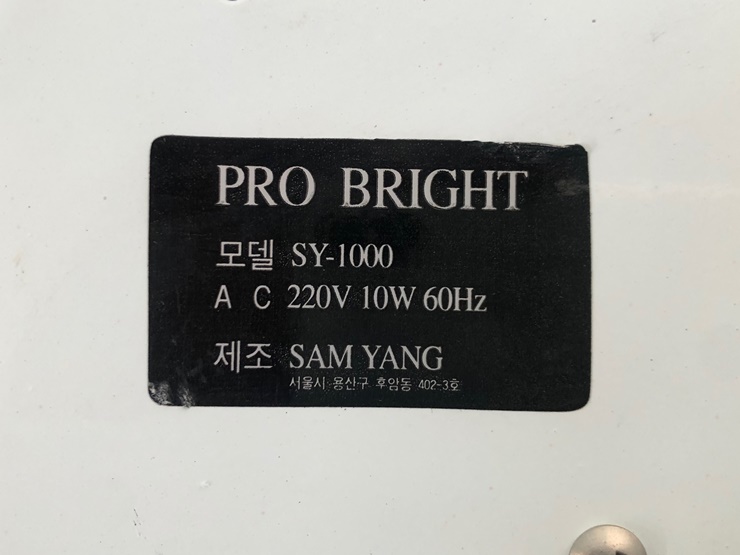 PRO BRIGHT
모델 SY-1000
A C 220V 10W 60Hz
제조 SAM YANG
서울시 용산구 후암동 402-3호